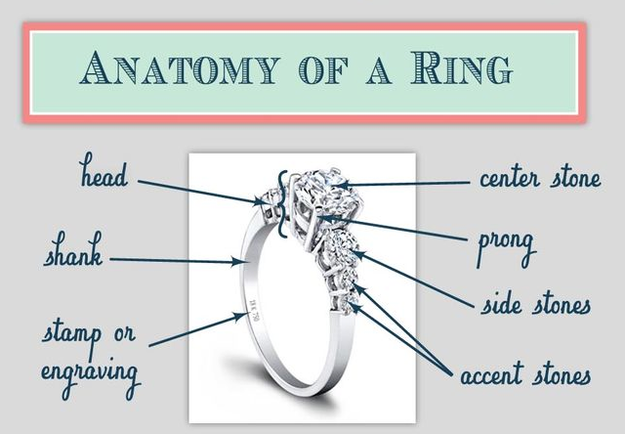 ANATOMY OF A RING
head
center stone
shank
prong
side stones
stamp or
engraving
accent stones